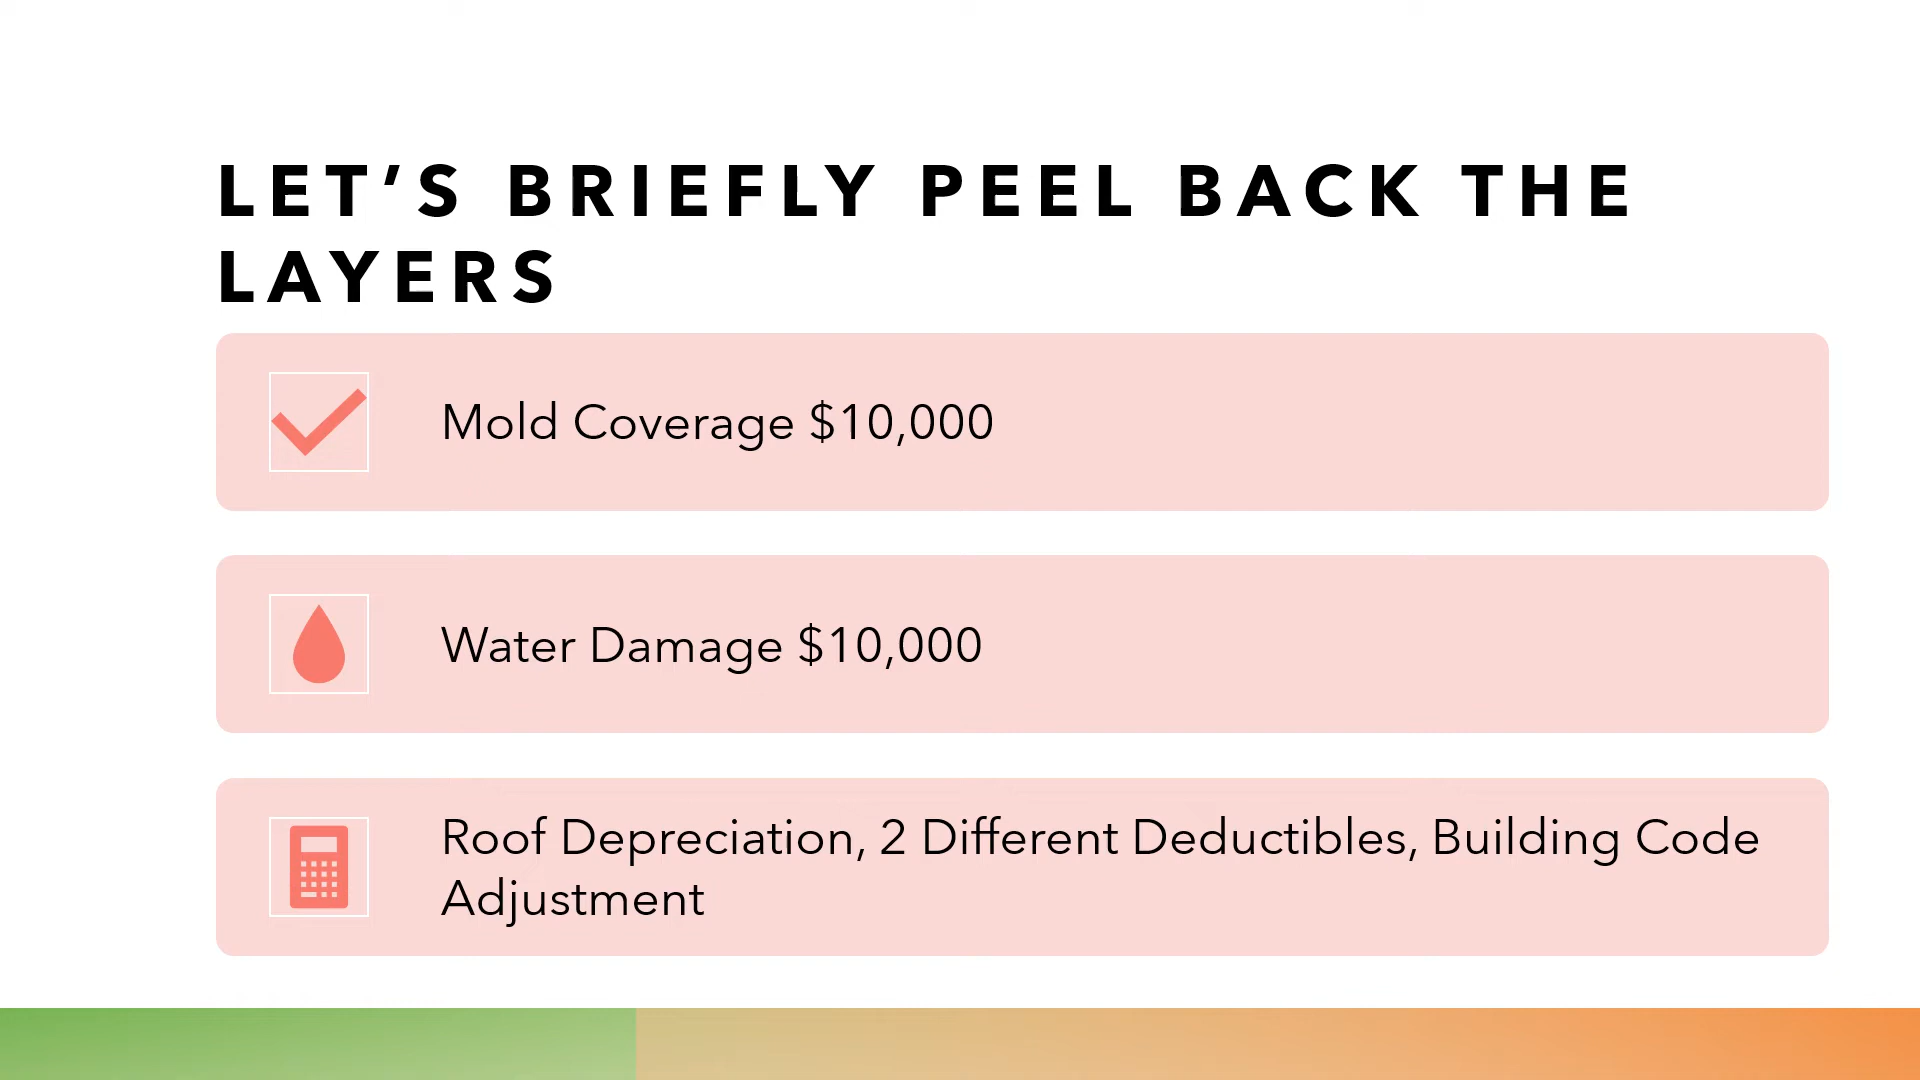 LET’S BRIEFLY PEEL BACK THE
LAYERS
Mold Coverage $10,000
Water Damage $10,000
Roof Depreciation, 2 Different Deductibles, Building Code
Adjustment